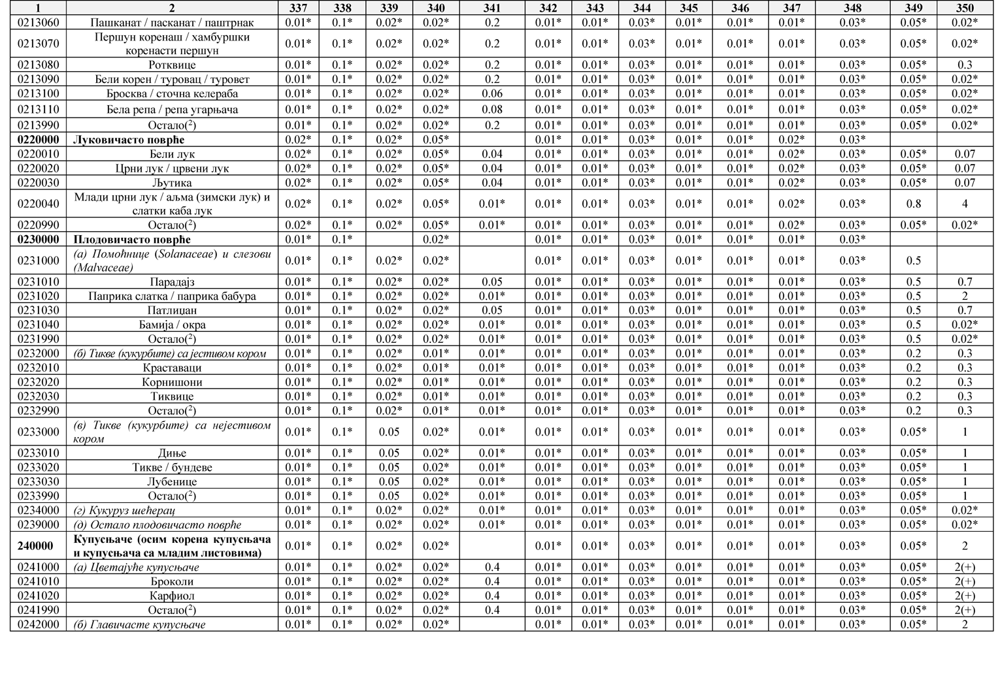 1 2 337 338 339 340 341 342 343 344 345 346 347 348 349 350
0213060 Пашканат / пасканат / паштрнак 0.01* 0.1* 0.02* 0.02* 0.2 0.01* 0.01* 0.03* 0.01* 0.01* 0.01* 0.03* 0.05* 0.02*
0213070 Першун коренаш / хамбуршки
коренасти першун 0.01* 0.1* 0.02* 0.02* 0.2 0.01* 0.01* 0.03* 0.01* 0.01* 0.01* 0.03* 0.05* 0.02*
0213080 Ротквице 0.01* 0.1* 0.02* 0.02* 0.2 0.01* 0.01* 0.03* 0.01* 0.01* 0.01* 0.03* 0.05* 0.3
0213090 Бели корен / туровац / туровет 0.01* 0.1* 0.02* 0.02* 0.2 0.01* 0.01* 0.03* 0.01* 0.01* 0.01* 0.03* 0.05* 0.02*
0213100 Бросква / сточна келераба 0.01* 0.1* 0.02* 0.02* 0.06 0.01* 0.01* 0.03* 0.01* 0.01* 0.01* 0.03* 0.05* 0.02*
0213110 Бела репа / репа угарњача 0.01* 0.1* 0.02* 0.02* 0.08 0.01* 0.01* 0.03* 0.01* 0.01* 0.01* 0.03* 0.05* 0.02*
0213990 Остало(2) 0.01* 0.1* 0.02* 0.02* 0.2 0.01* 0.01* 0.03* 0.01* 0.01* 0.01* 0.03* 0.05* 0.02*
0220000 Луковичасто поврће 0.02* 0.1* 0.02* 0.05* 0.01* 0.01* 0.03* 0.01* 0.01* 0.02* 0.03*
0220010 Бели лук 0.02* 0.1* 0.02* 0.05* 0.04 0.01* 0.01* 0.03* 0.01* 0.01* 0.02* 0.03* 0.05* 0.07
0220020 Црни лук / црвени лук 0.02* 0.1* 0.02* 0.05* 0.04 0.01* 0.01* 0.03* 0.01* 0.01* 0.02* 0.03* 0.05* 0.07
0220030 Љутика 0.02* 0.1* 0.02* 0.05* 0.04 0.01* 0.01* 0.03* 0.01* 0.01* 0.02* 0.03* 0.05* 0.07
0220040 Млади црни лук / аљма (зимски лук) и
слатки каба лук 0.02* 0.1* 0.02* 0.05* 0.01* 0.01* 0.01* 0.03* 0.01* 0.01* 0.02* 0.03* 0.8 4
0220990 Остало(2) 0.02* 0.1* 0.02* 0.05* 0.01* 0.01* 0.01* 0.03* 0.01* 0.01* 0.02* 0.03* 0.05* 0.02*
0230000 Плодовичасто поврће 0.01* 0.1* 0.02* 0.01* 0.01* 0.03* 0.01* 0.01* 0.01* 0.03*
0231000 (а) Помоћнице (Solanaceae) и слезови
(Malvaceae) 0.01* 0.1* 0.02* 0.02* 0.01* 0.01* 0.03* 0.01* 0.01* 0.01* 0.03* 0.5
0231010 Парадајз 0.01* 0.1* 0.02* 0.02* 0.05 0.01* 0.01* 0.03* 0.01* 0.01* 0.01* 0.03* 0.5 0.7
0231020 Паприка слатка / паприка бабура 0.01* 0.1* 0.02* 0.02* 0.01* 0.01* 0.01* 0.03* 0.01* 0.01* 0.01* 0.03* 0.5 2
0231030 Патлиџан 0.01* 0.1* 0.02* 0.02* 0.05 0.01* 0.01* 0.03* 0.01* 0.01* 0.01* 0.03* 0.5 0.7
0231040 Бамија / окра 0.01* 0.1* 0.02* 0.02* 0.01* 0.01* 0.01* 0.03* 0.01* 0.01* 0.01* 0.03* 0.5 0.02*
0231990 Остало(2) 0.01* 0.1* 0.02* 0.02* 0.01* 0.01* 0.01* 0.03* 0.01* 0.01* 0.01* 0.03* 0.5 0.02*
0232000 (б) Тикве (кукурбите) са јестивом кором 0.01* 0.1* 0.02* 0.01* 0.01* 0.01* 0.01* 0.03* 0.01* 0.01* 0.01* 0.03* 0.2 0.3
0232010 Краставаци 0.01* 0.1* 0.02* 0.01* 0.01* 0.01* 0.01* 0.03* 0.01* 0.01* 0.01* 0.03* 0.2 0.3
0232020 Корнишони 0.01* 0.1* 0.02* 0.01* 0.01* 0.01* 0.01* 0.03* 0.01* 0.01* 0.01* 0.03* 0.2 0.3
0232030 Тиквице 0.01* 0.1* 0.02* 0.01* 0.01* 0.01* 0.01* 0.03* 0.01* 0.01* 0.01* 0.03* 0.2 0.3
0232990 Остало(2) 0.01* 0.1* 0.02* 0.01* 0.01* 0.01* 0.01* 0.03* 0.01* 0.01* 0.01* 0.03* 0.2 0.3
0233000 (в) Тикве (кукурбите) са нејестивом
кором 0.01* 0.1* 0.05 0.02* 0.01* 0.01* 0.01* 0.03* 0.01* 0.01* 0.01* 0.03* 0.05* 1
0233010 Диње 0.01* 0.1* 0.05 0.02* 0.01* 0.01* 0.01* 0.03* 0.01* 0.01* 0.01* 0.03* 0.05* 1
0233020 Тикве / бундеве 0.01* 0.1* 0.05 0.02* 0.01* 0.01* 0.01* 0.03* 0.01* 0.01* 0.01* 0.03* 0.05* 1
0233030 Лубенице 0.01* 0.1* 0.05 0.02* 0.01* 0.01* 0.01* 0.03* 0.01* 0.01* 0.01* 0.03* 0.05* 1
0233990 Остало(2) 0.01* 0.1* 0.05 0.02* 0.01* 0.01* 0.01* 0.03* 0.01* 0.01* 0.01* 0.03* 0.05* 1
0234000 (г) Кукуруз шећерац 0.01* 0.1* 0.02* 0.02* 0.01* 0.01* 0.01* 0.03* 0.01* 0.01* 0.01* 0.03* 0.05* 0.02*
0239000 (д) Остало плодовичасто поврће 0.01* 0.1* 0.02* 0.02* 0.01* 0.01* 0.01* 0.03* 0.01* 0.01* 0.01* 0.03* 0.05* 0.02*
240000 Купусњаче (осим корена купусњача
и купусњача са младим листовима) 0.01* 0.1* 0.02* 0.02* 0.01* 0.01* 0.03* 0.01* 0.01* 0.01* 0.03* 0.05* 2
0241000 (а) Цветајуће купусњаче 0.01* 0.1* 0.02* 0.02* 0.4 0.01* 0.01* 0.03* 0.01* 0.01* 0.01* 0.03* 0.05* 2(+)
0241010 Броколи 0.01* 0.1* 0.02* 0.02* 0.4 0.01* 0.01* 0.03* 0.01* 0.01* 0.01* 0.03* 0.05* 2(+)
0241020 Карфиол 0.01* 0.1* 0.02* 0.02* 0.4 0.01* 0.01* 0.03* 0.01* 0.01* 0.01* 0.03* 0.05* 2(+)
0241990 Остало(2) 0.01* 0.1* 0.02* 0.02* 0.4 0.01* 0.01* 0.03* 0.01* 0.01* 0.01* 0.03* 0.05* 2(+)
0242000 (б) Главичасте купусњаче 0.01* 0.1* 0.02* 0.02* 0.01* 0.01* 0.03* 0.01* 0.01* 0.01* 0.03* 0.05* 2